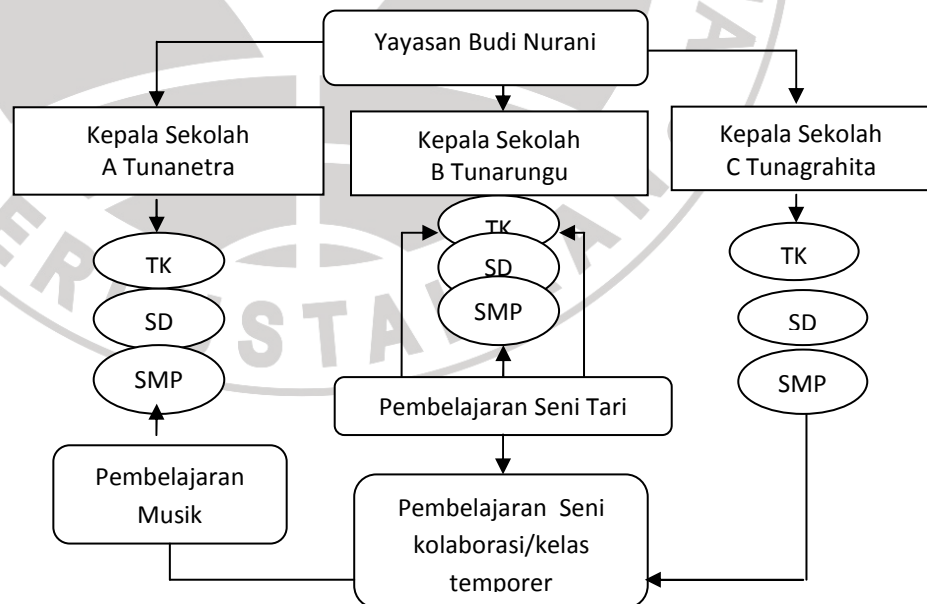 Yayasan Budi Nurani
Kepala Sekolah
A Tunanetra
Kepala Sekolah
B Tunarungu
Kepala Sekolah
C Tunagrahita
TK
SD
SMP
TK
SD
SMP
TK
SD
SMP
Pembelajaran Seni Tari
Pembelajaran
Musik
Pembelajaran Seni
kolaborasi/kelas
temporer